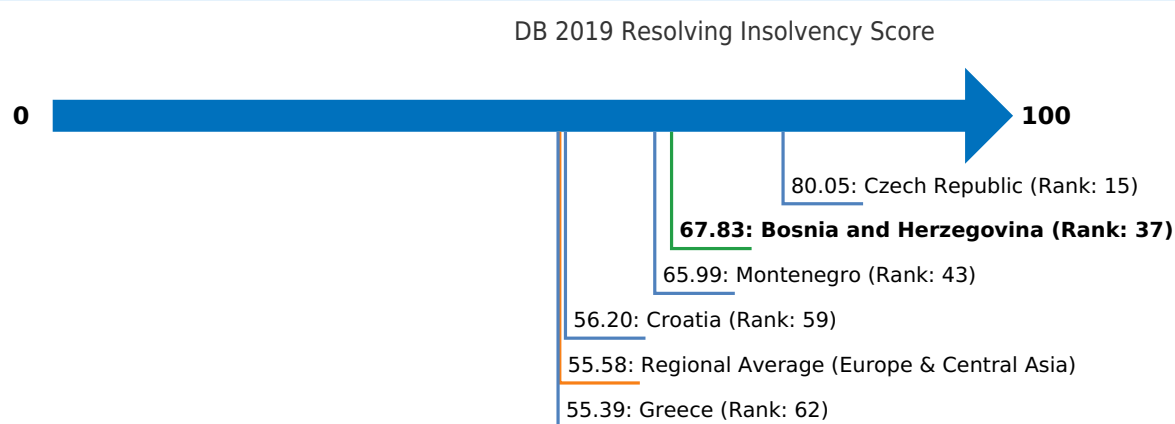 DB 2019 Resolving Insolvency Score
0
100
80.05: Czech Republic (Rank: 15)
67.83: Bosnia and Herzegovina (Rank: 37)
65.99: Montenegro (Rank: 43)
56.20: Croatia (Rank: 59)
55.58: Regional Average (Europe & Central Asia)
55.39: Greece (Rank: 62)